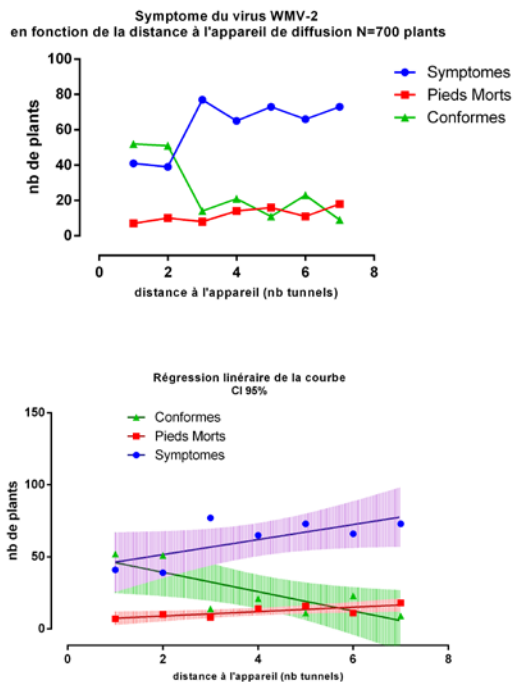 Symptome du virus WMV-2
en fonction de la distance à l'appareil de diffusion N=700 plants
100
80
60
40
20
0
nb de plants
Symptomes
Pieds Morts
Conformes
0 2 4 6 8
distance à l'appareil (nb tunnels)
Régression linéraire de la courbe
CI 95%
150
100
50
0
nb de plants
Conformes
Pieds Morts
Symptomes
0 2 4 6 8
distance à l'appareil (nb tunnels)